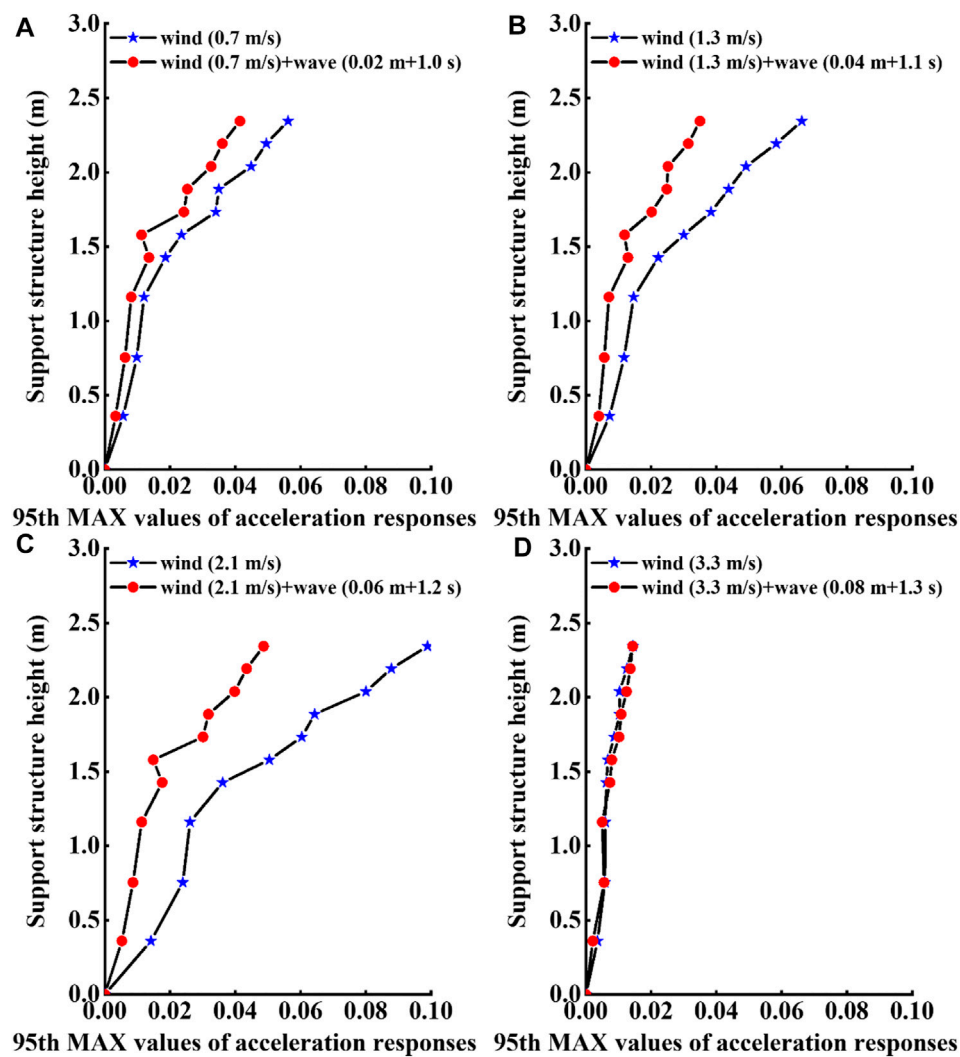 A
wind (0.7 m/s)
wind (0.7 m/s)+wave (0.02 m+1.0 s)
Support structure height (m)
3.0
2.5
2.0
1.5
1.0
0.5
0.0
0.00 0.02 0.04 0.06 0.08 0.10
95th MAX values of acceleration responses
B
wind (1.3 m/s)
wind (1.3 m/s)+wave (0.04 m+1.1 s)
Support structure height (m)
3.0
2.5
2.0
1.5
1.0
0.5
0.0
0.00 0.02 0.04 0.06 0.08 0.10
95th MAX values of acceleration responses
C
wind (2.1 m/s)
wind (2.1 m/s)+wave (0.06 m+1.2 s)
Support structure height (m)
3.0
2.5
2.0
1.5
1.0
0.5
0.0
0.00 0.02 0.04 0.06 0.08 0.10
95th MAX values of acceleration responses
D
wind (3.3 m/s)
wind (3.3 m/s)+wave (0.08 m+1.3 s)
Support structure height (m)
3.0
2.5
2.0
1.5
1.0
0.5
0.0
0.00 0.02 0.04 0.06 0.08 0.10
95th MAX values of acceleration responses